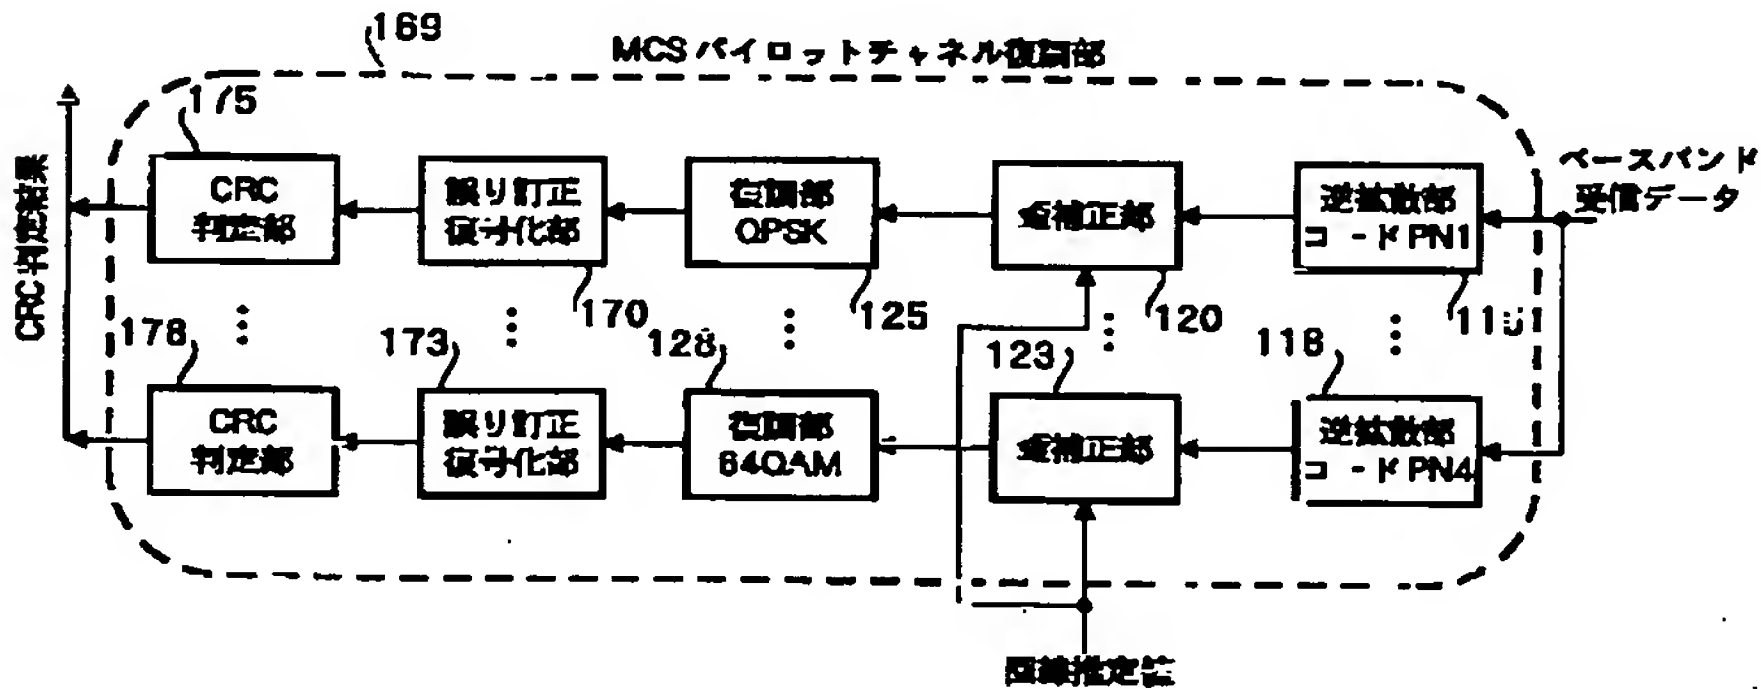 169
MCSパイロットチャネル復調部
175
CRC
判定部
誤り訂正
復号化部
復調部
QPSK
歪補正部
逆拡散部
コードPN1
ベースバンド
受信データ
CRC判定結果
170
125
120
178
173
128
123
118
CRC
判定部
誤り訂正
復号化部
復調部
64QAM
歪補正部
逆拡散部
コードPN4
回線推定値